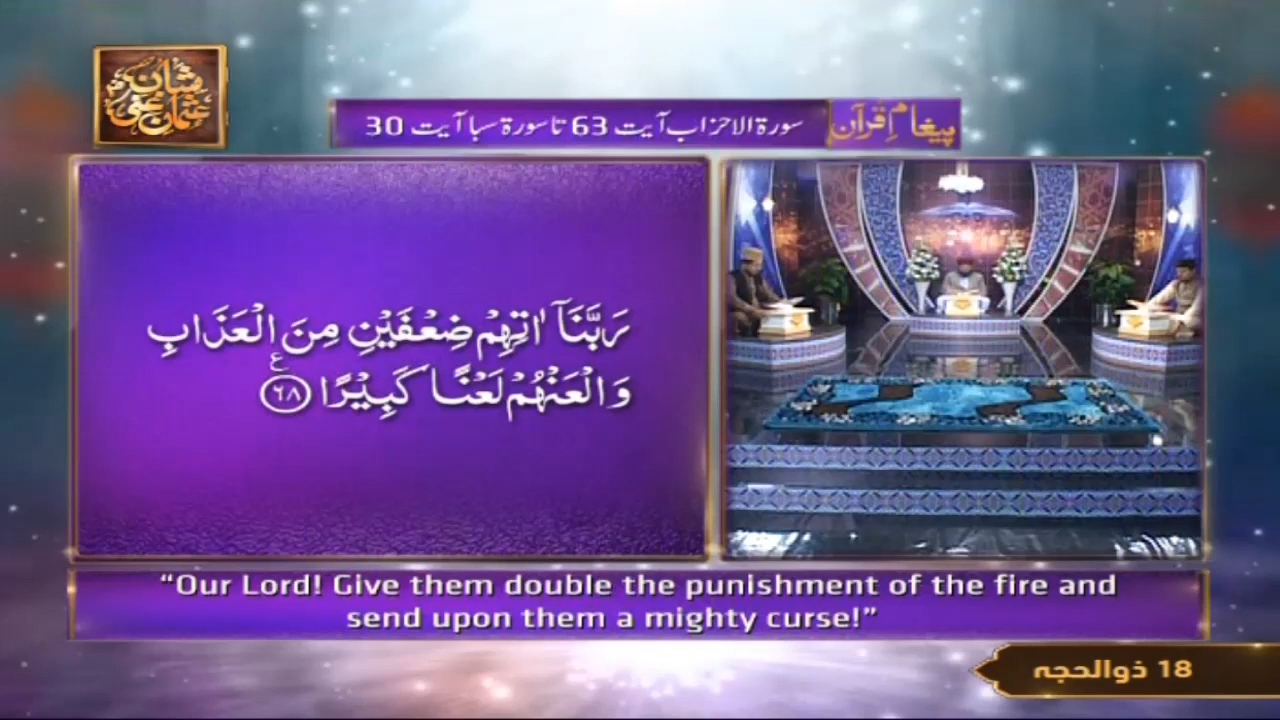 شان
عثمان غنی
پیغامِ قرآن
سورۃ الاحزاب آیت 63 تا سورۃ سبا آیت 30
رَبَّنَاۤ اٰتِهِمْ ضِعْفَیْنِ مِنَ الْعَذَابِ
وَ الْعَنْهُمْ لَعْنًا كَبِیْرًا ﴿۶۸﴾ ع
“Our Lord! Give them double the punishment of the fire and
send upon them a mighty curse!”
18 ذوالحجہ